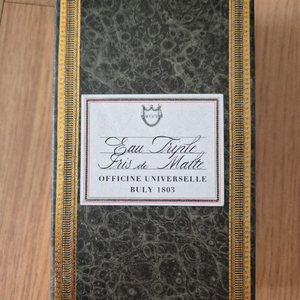 Eau Triple
Iris de Malte
OFFICINE UNIVERSELLE
BULY 1803